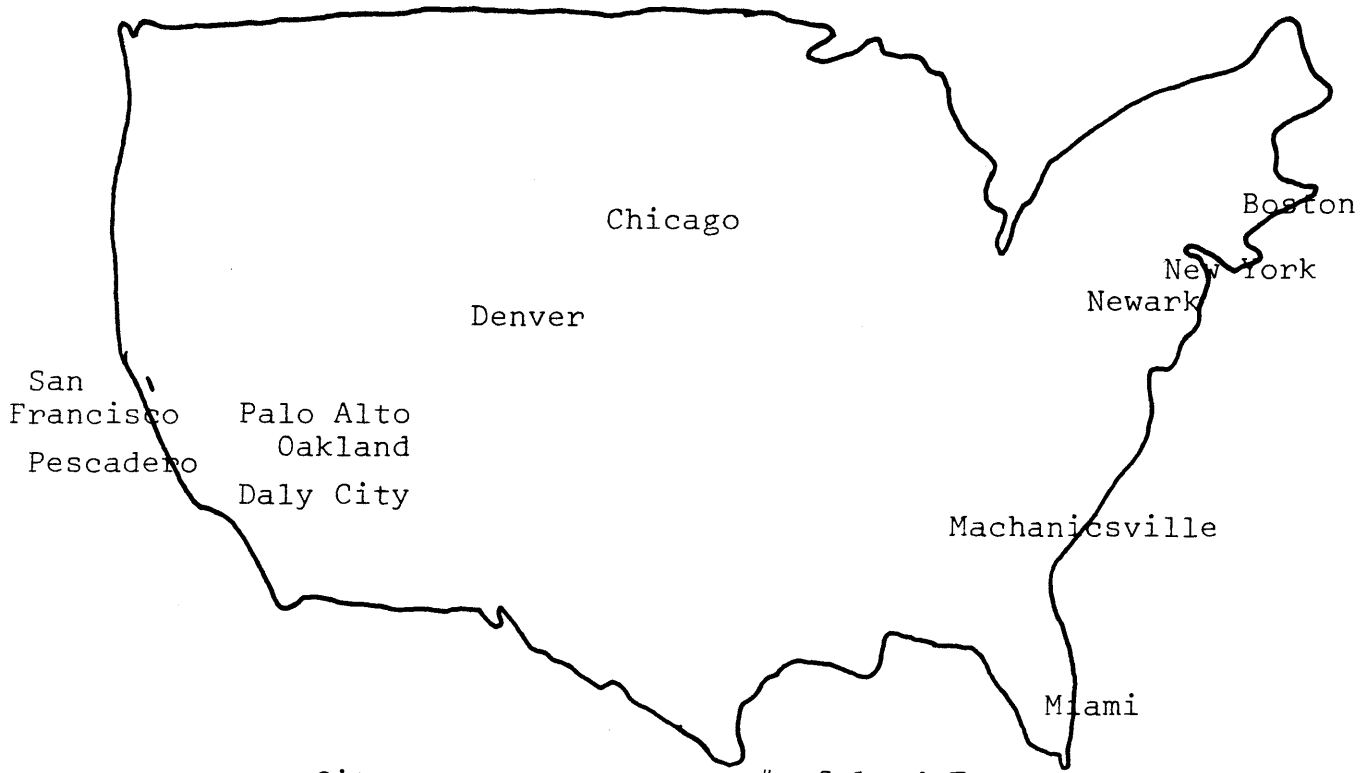 Boston
Chicago
New York
Newark
Denver
San
Francisco
Palo Alto
Oakland
Pescadero
Daly City
Machanicsville
Miami